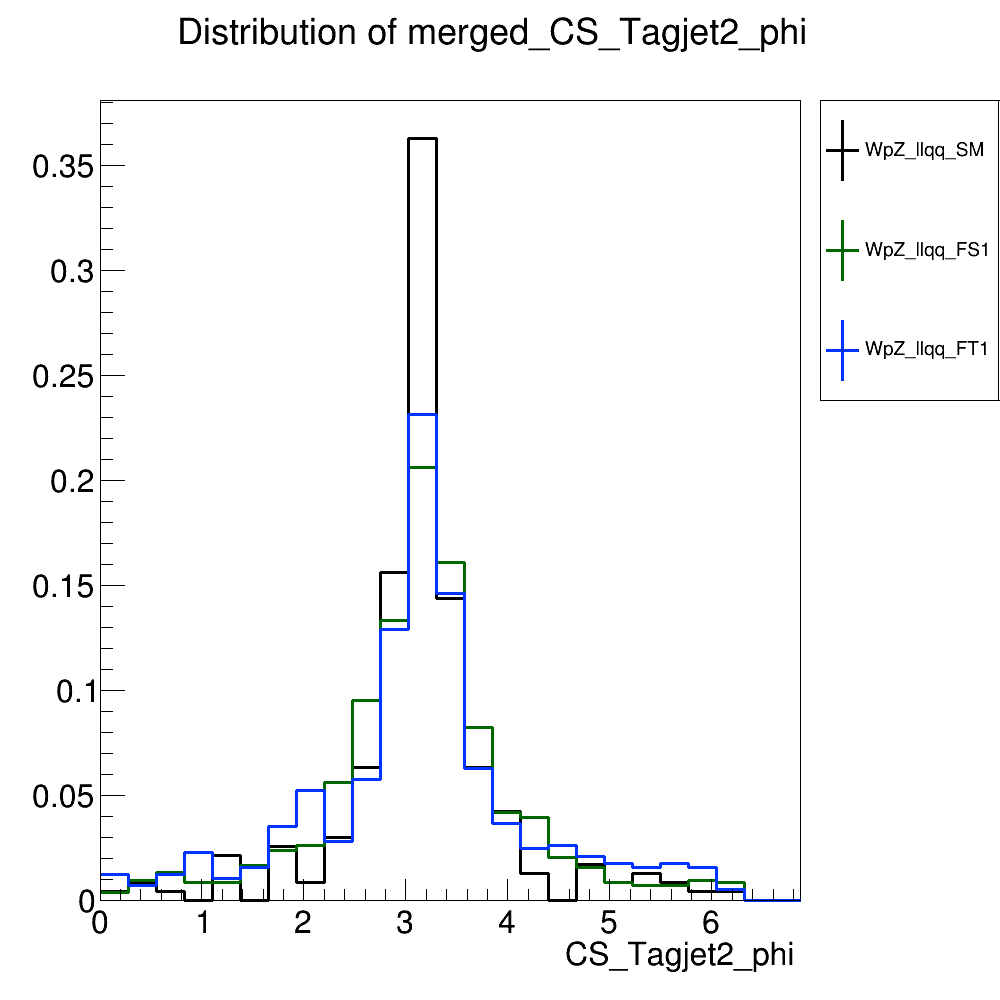 Distribution of merged_CS_Tagjet2_phi
WpZ_llqq_SM
WpZ_llqq_FS1
WpZ_llqq_FT1
0.35
0.3
0.25
0.2
0.15
0.1
0.05
0
0 1 2 3 4 5 6
CS_Tagjet2_phi